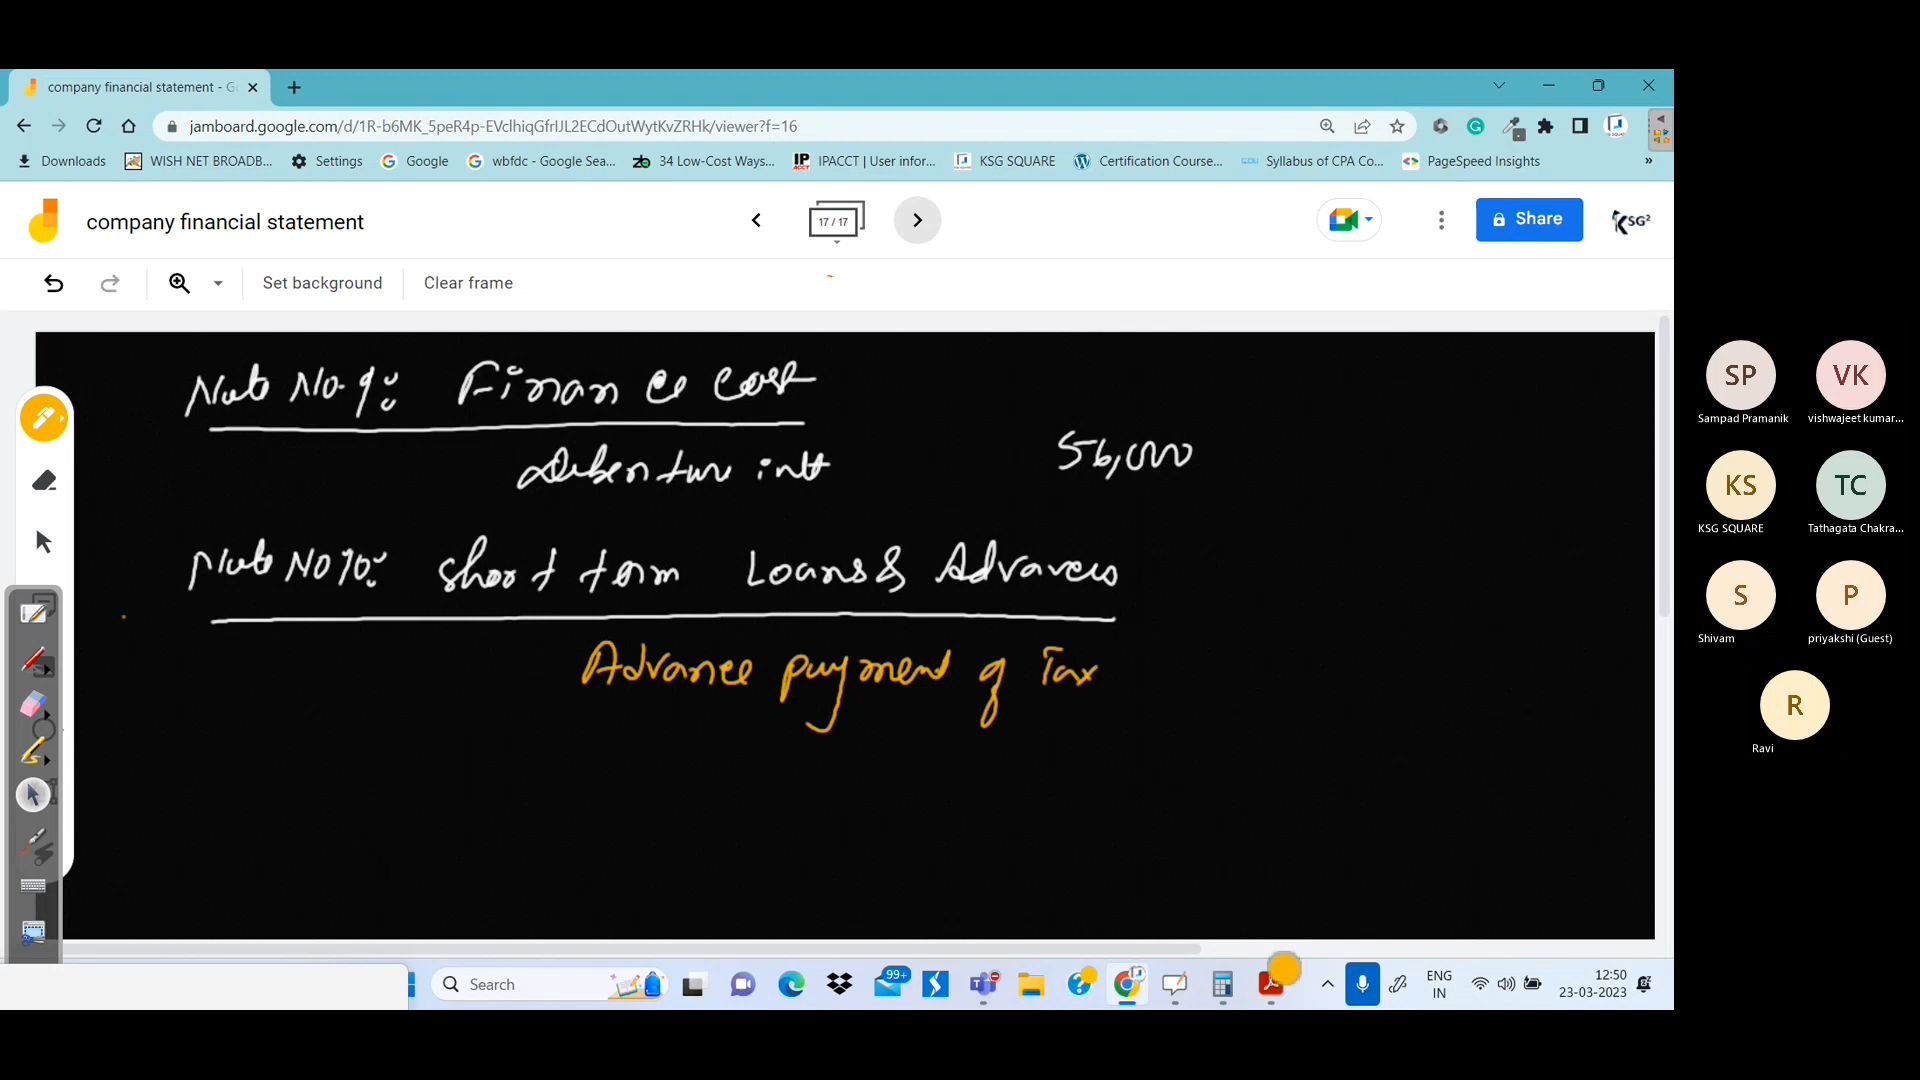 company financial statement - G
jamboard.google.com/d/1R-b6MK_5peR4p-EVclhiqGfrIJL2ECdOutWytKvZRHk/viewer?f=16
Downloads WISH NET BROADB... Settings Google wbfdc - Google Sea... 34 Low-Cost Ways... IPACCT | User infor... KSG SQUARE Certification Course... Syllabus of CPA Co... PageSpeed Insights »
company financial statement
17 / 17
Share
KSG²
Set background Clear frame
Note No. 9: Finance Cost
Debenture intt 56,000
Note No 10: Short term Loans & Advances
Advance payment of Tax
SP
Sampad Pramanik
VK
vishwajeet kumar...
KS
KSG SQUARE
TC
Tathagata Chakra...
S
Shivam
P
priyakshi (Guest)
R
Ravi
Search
99+
ENG
IN
12:50
23-03-2023